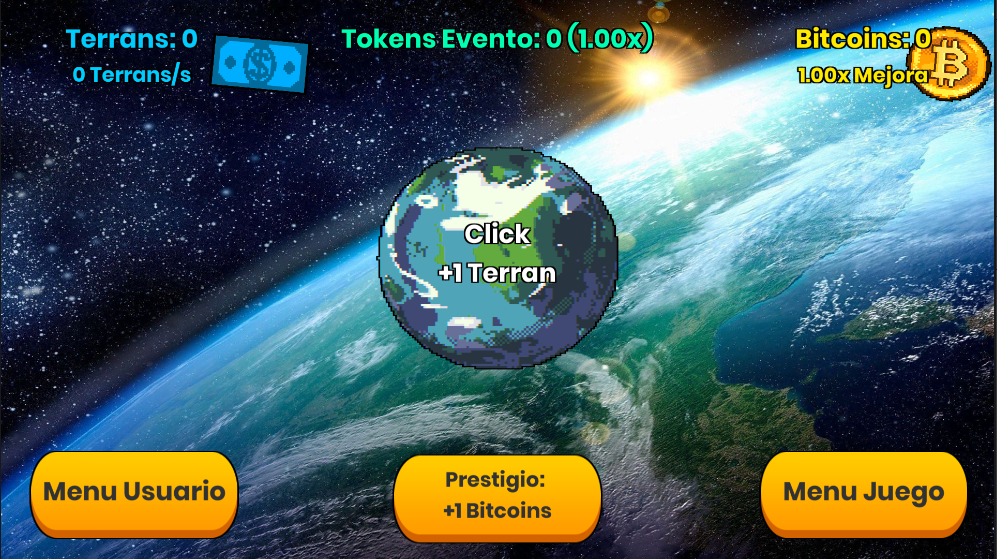 Terrans: 0
0 Terrans/s
Tokens Evento: 0 (1.00x)
Bitcoins: 0
1.00x Mejora
Click
+1 Terran
Menu Usuario
Prestigio:
+1 Bitcoins
Menu Juego